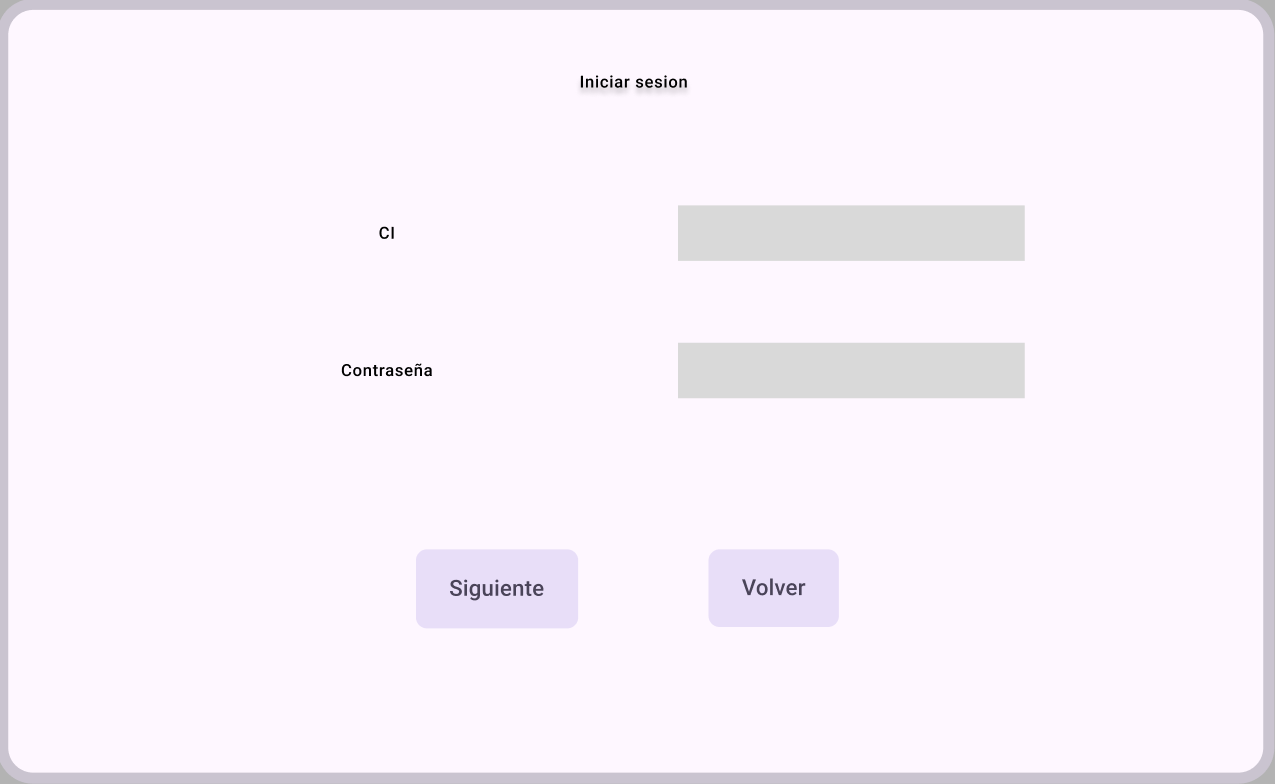 Iniciar sesion
CI
Contraseña
Siguiente
Volver